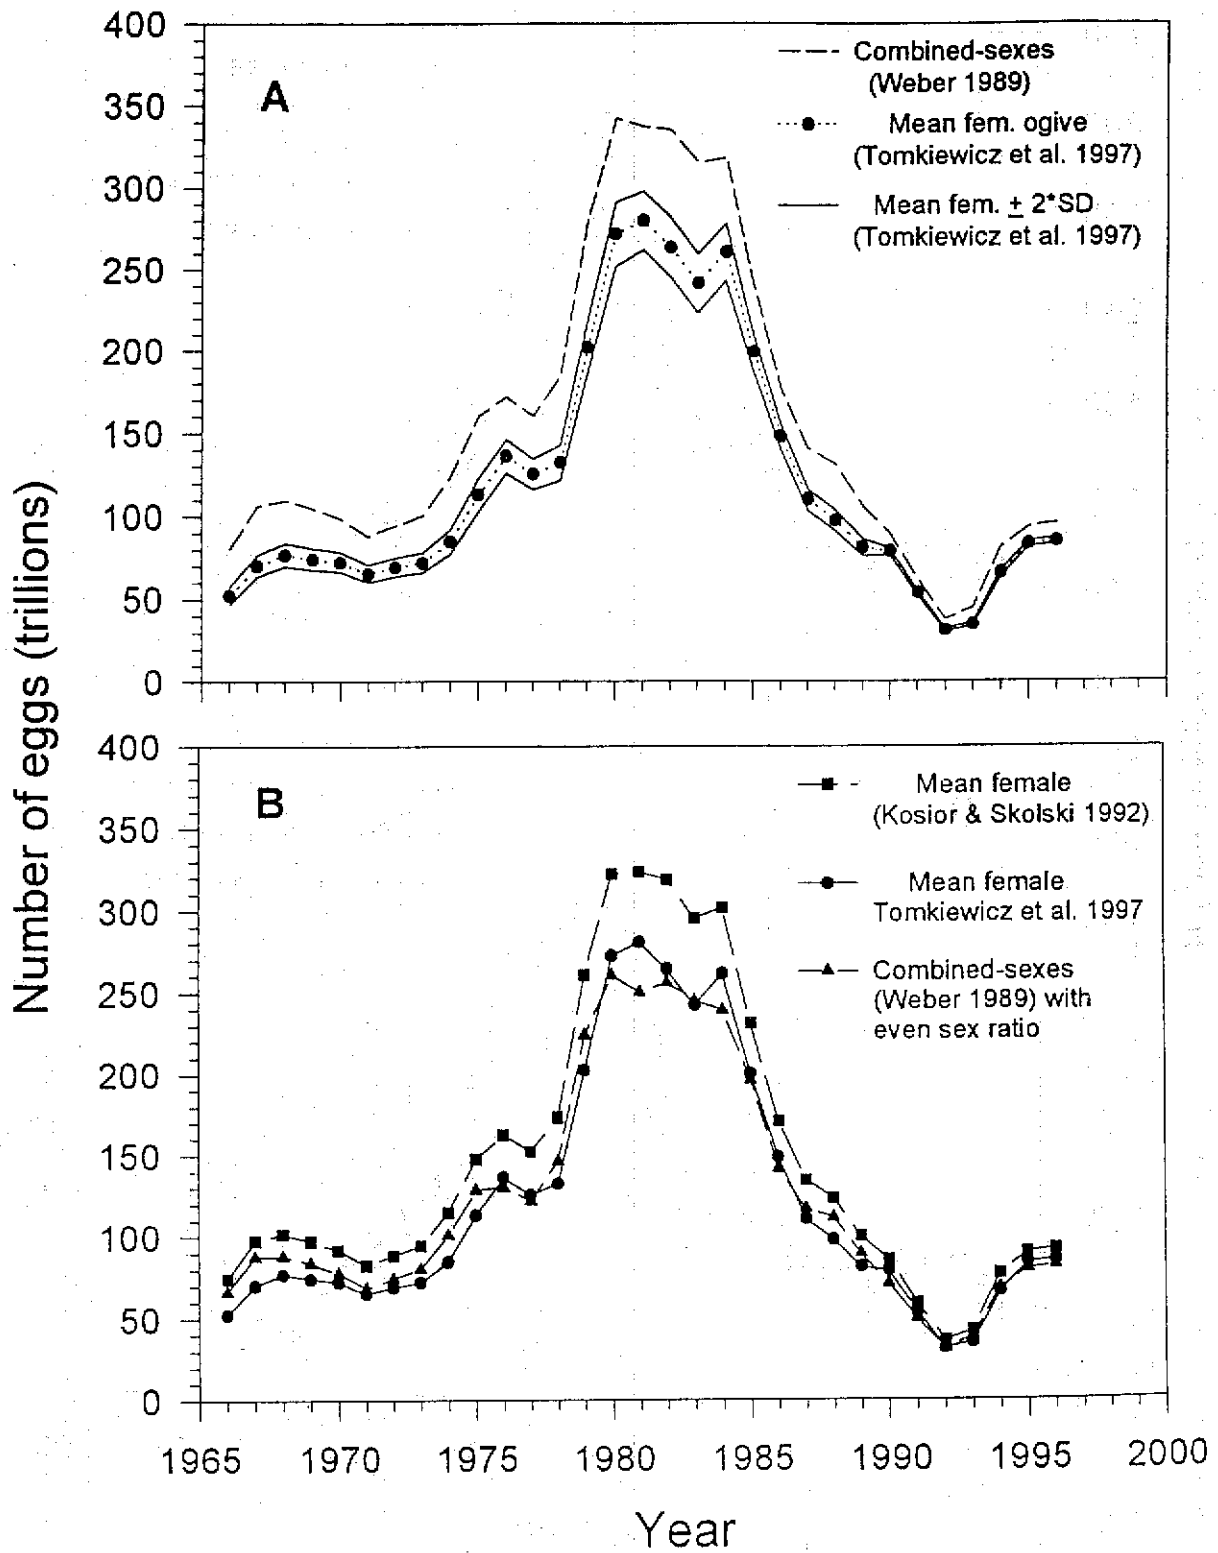 Number of eggs (trillions)
400
350
300
250
200
150
100
50
0
A
Combined-sexes
(Weber 1989)
Mean fem. ogive
(Tomkiewicz et al. 1997)
Mean fem. ± 2*SD
(Tomkiewicz et al. 1997)
400
350
300
250
200
150
100
50
0
B
Mean female
(Kosior & Skolski 1992)
Mean female
Tomkiewicz et al. 1997
Combined-sexes
(Weber 1989) with
even sex ratio
1965 1970 1975 1980 1985 1990 1995 2000
Year